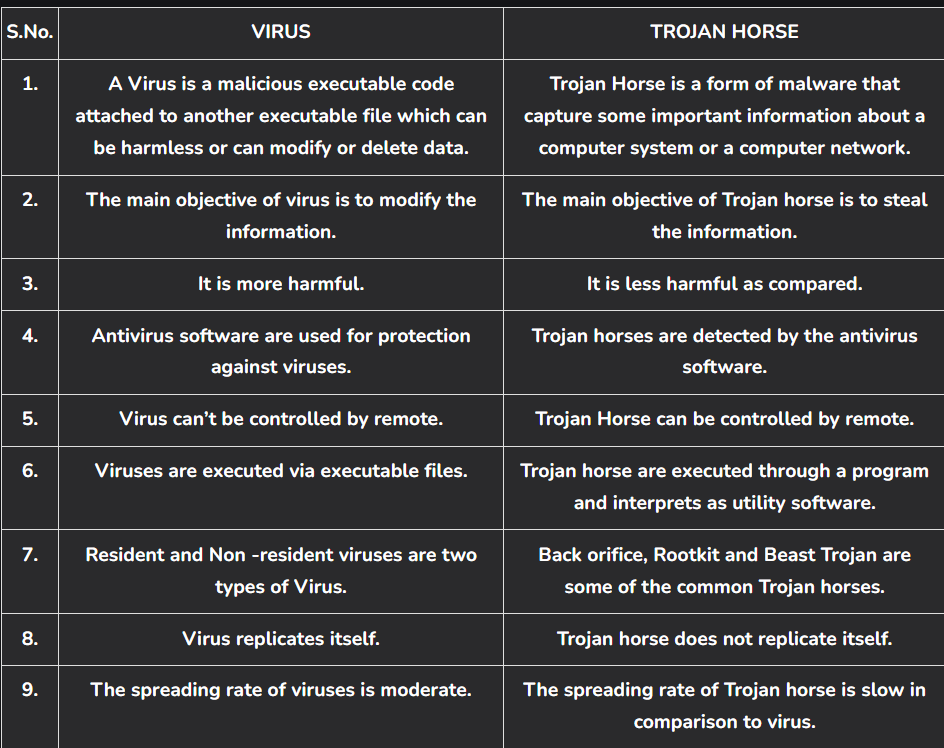 S.No. VIRUS TROJAN HORSE
1. A Virus is a malicious executable code
attached to another executable file which can
be harmless or can modify or delete data.
Trojan Horse is a form of malware that
capture some important information about a
computer system or a computer network.
2. The main objective of virus is to modify the
information.
The main objective of Trojan horse is to steal
the information.
3. It is more harmful.
It is less harmful as compared.
4. Antivirus software are used for protection
against viruses.
Trojan horses are detected by the antivirus
software.
5. Virus can’t be controlled by remote.
Trojan Horse can be controlled by remote.
6. Viruses are executed via executable files.
Trojan horse are executed through a program
and interprets as utility software.
7. Resident and Non -resident viruses are two
types of Virus.
Back orifice, Rootkit and Beast Trojan are
some of the common Trojan horses.
8. Virus replicates itself.
Trojan horse does not replicate itself.
9. The spreading rate of viruses is moderate.
The spreading rate of Trojan horse is slow in
comparison to virus.